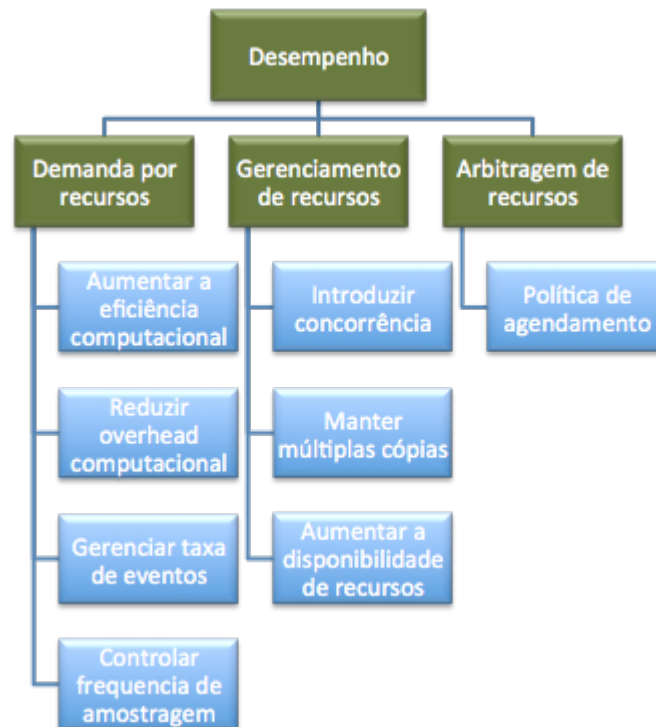 Desempenho
Demanda por
recursos
Gerenciamento
de recursos
Arbitragem de
recursos
Aumentar a
eficiência
computacional
Introduzir
concorrência
Política de
agendamento
Reduzir
overhead
computacional
Manter
múltiplas cópias
Gerenciar taxa
de eventos
Aumentar a
disponibilidade
de recursos
Controlar
frequencia de
amostragem